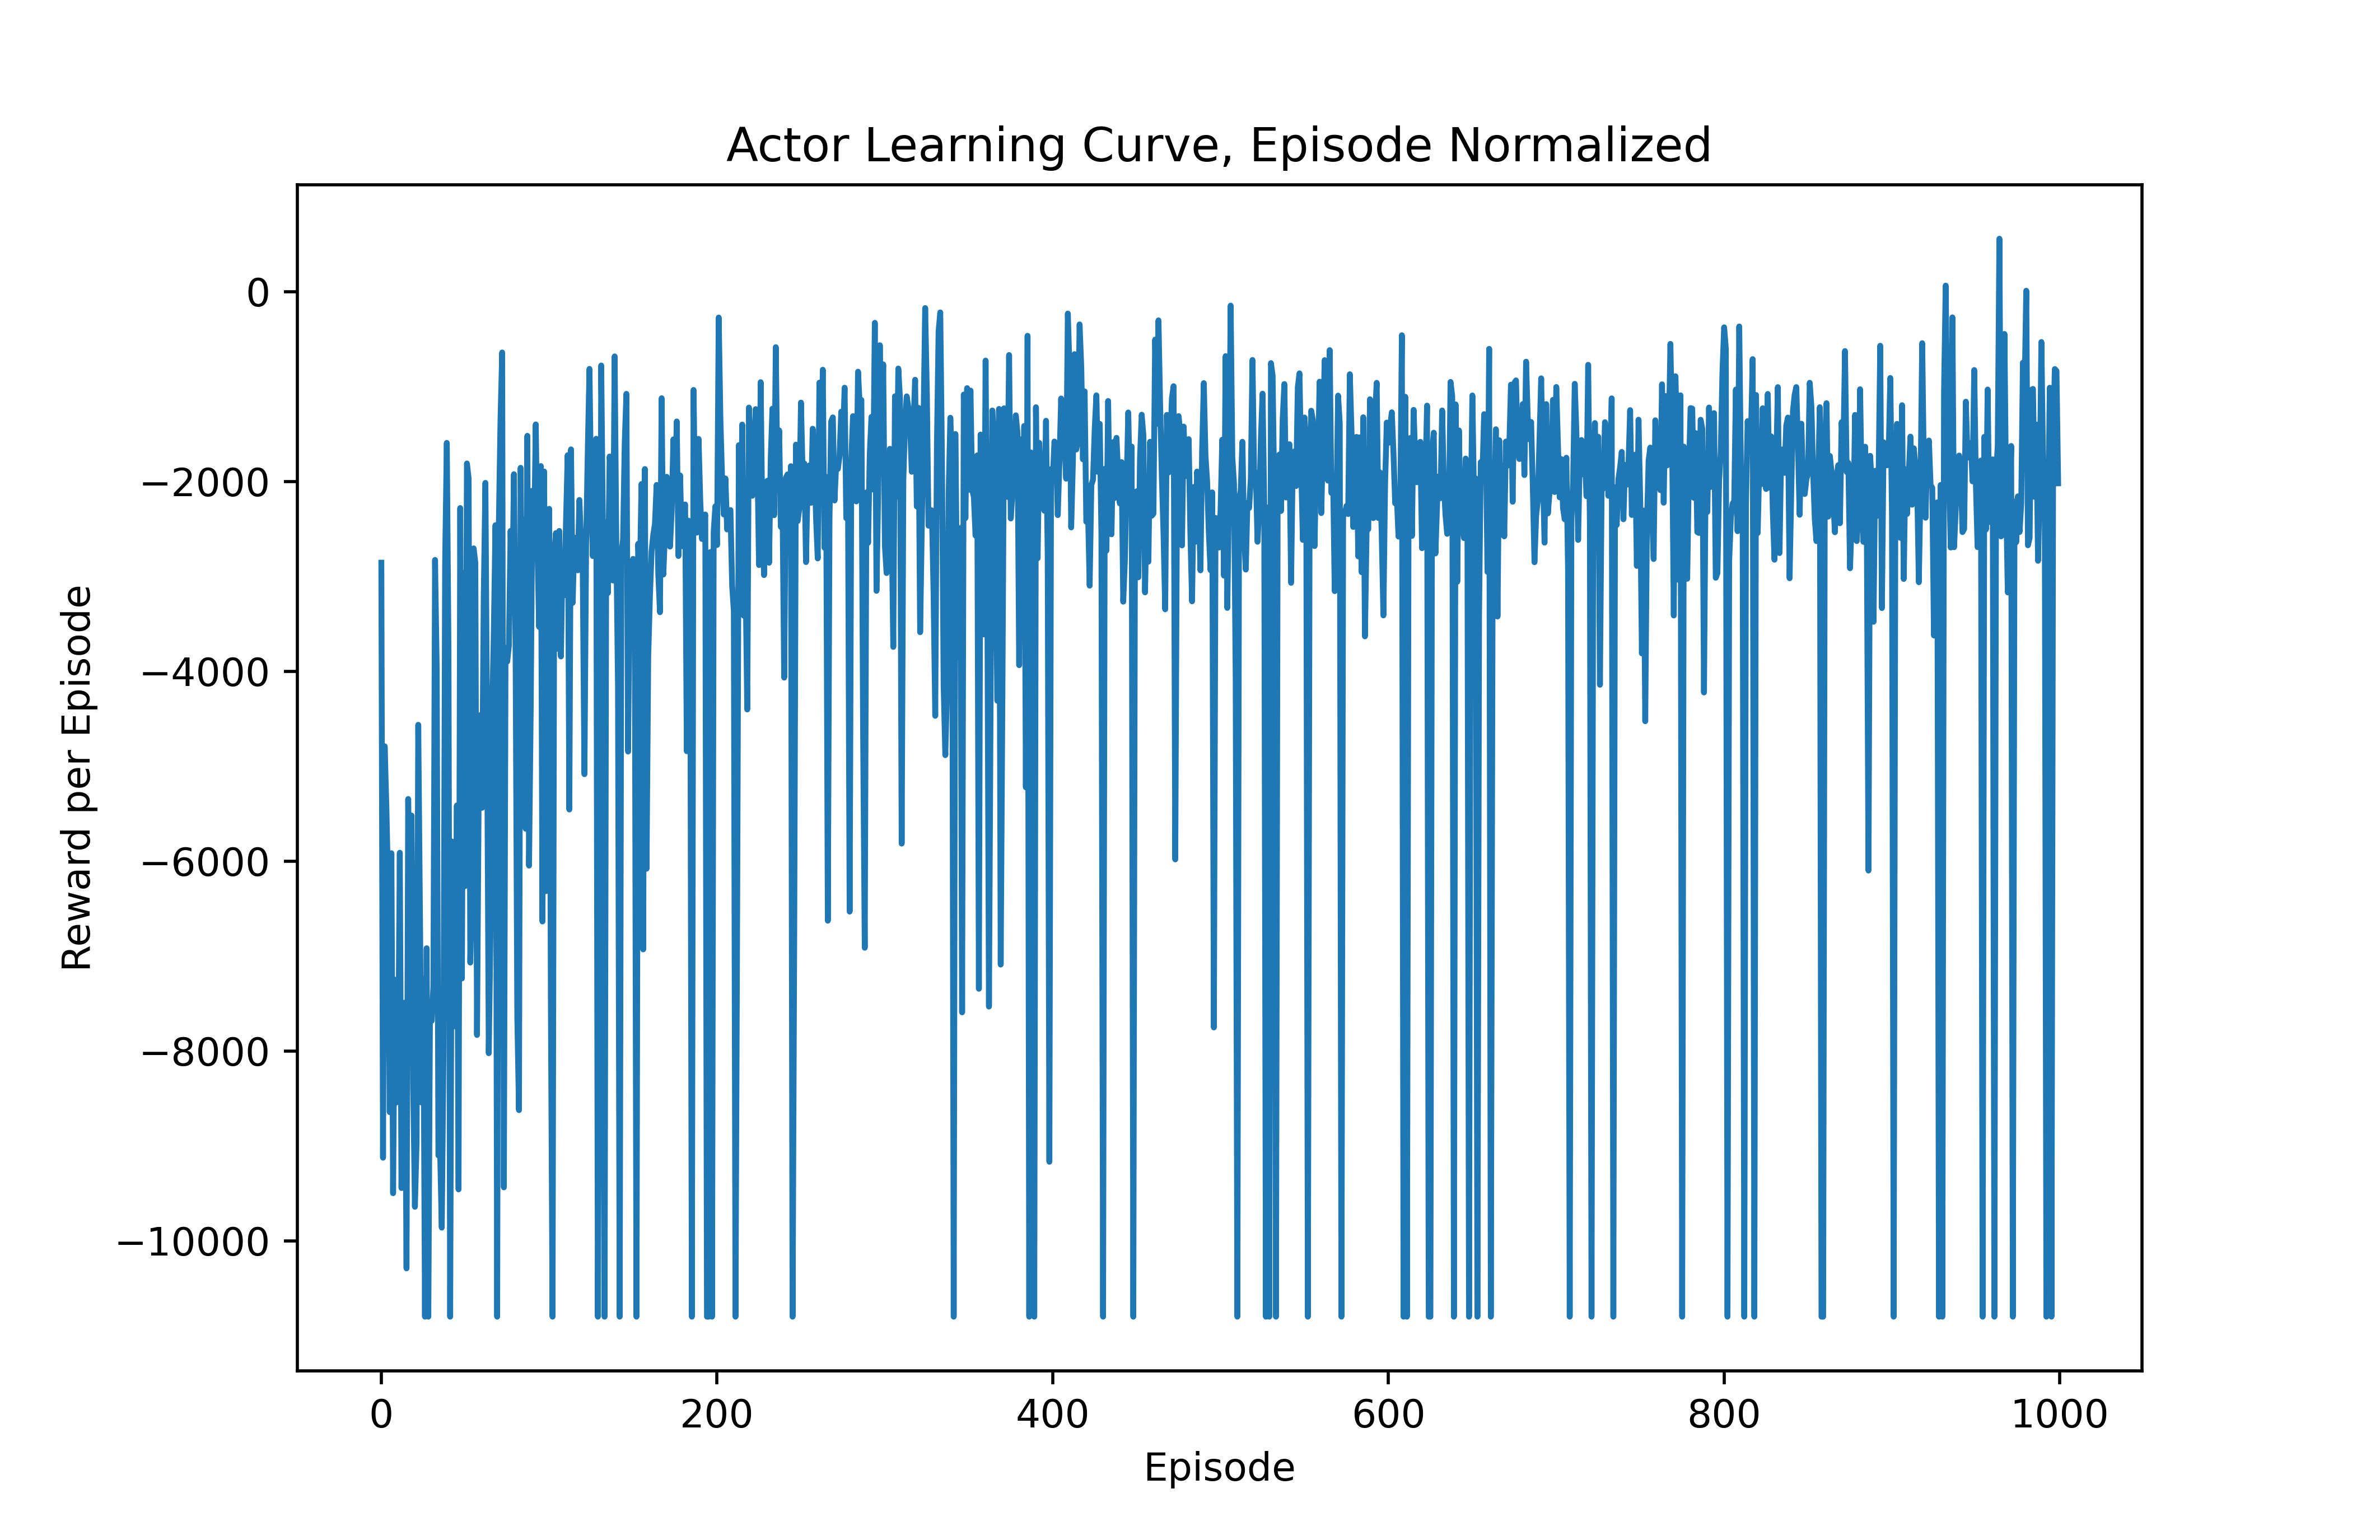 Actor Learning Curve, Episode Normalized
0
−2000
−4000
−6000
−8000
−10000
Reward per Episode
0 200 400 600 800 1000
Episode